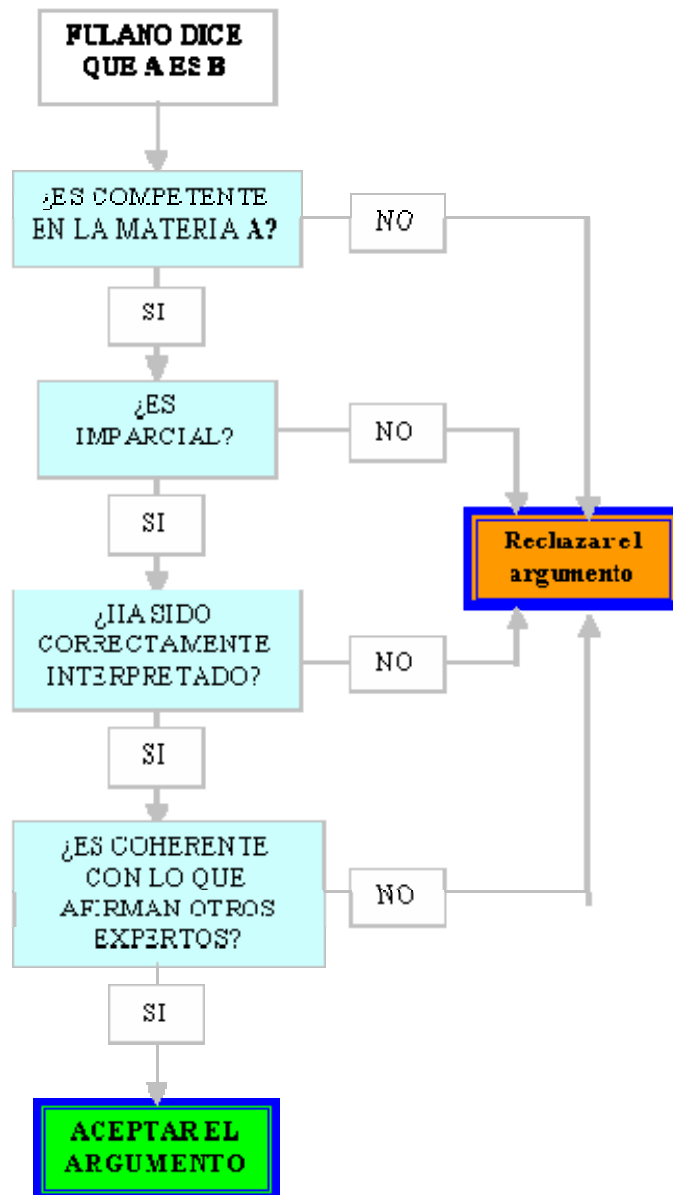 FULANO DICE
QUE A ES B
¿ES COMPETENTE
EN LA MATERIA A?
NO
SI
¿ES
IMPARCIAL?
NO
SI
Rechazar el
argumento
¿HA SIDO
CORRECTAMENTE
INTERPRETADO?
NO
SI
¿ES COHERENTE
CON LO QUE
AFIRMAN OTROS
EXPERTOS?
NO
SI
ACEPTAR EL
ARGUMENTO